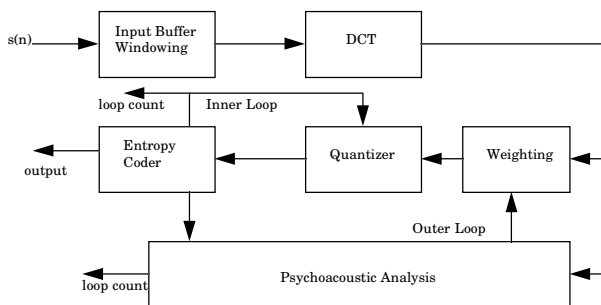 s(n)
Input Buffer
Windowing
DCT
loop count
Inner Loop
Entropy
Coder
Quantizer
Weighting
output
Outer Loop
loop count
Psychoacoustic Analysis